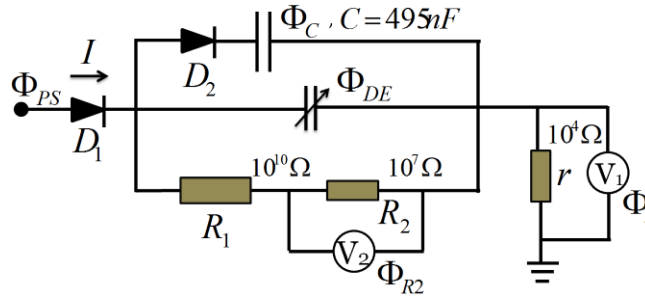 Φ_C , C = 495nF
I
D_2
Φ_PS
Φ_DE
D_1
10^10Ω
10^7Ω
10^4Ω
r
V_1
R_1
R_2
Φ
V_2
Φ_R2